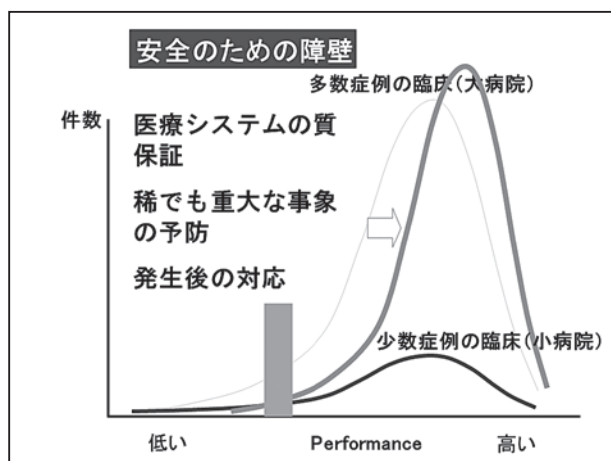 安全のための障壁
多数症例の臨床(大病院)
件数
医療システムの質
保証
稀でも重大な事象
の予防
発生後の対応
少数症例の臨床(小病院)
低い
Performance
高い